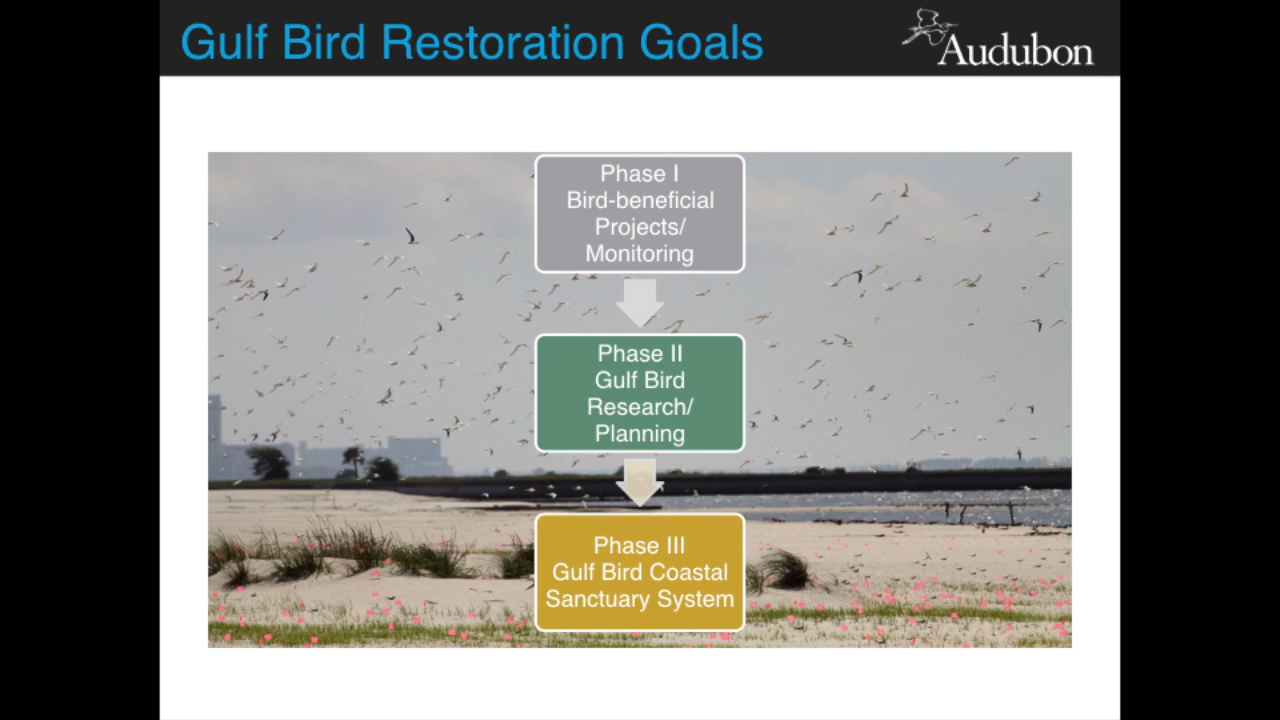 Gulf Bird Restoration Goals
Audubon
Phase I
Bird-beneficial
Projects/
Monitoring
Phase II
Gulf Bird
Research/
Planning
Phase III
Gulf Bird Coastal
Sanctuary System